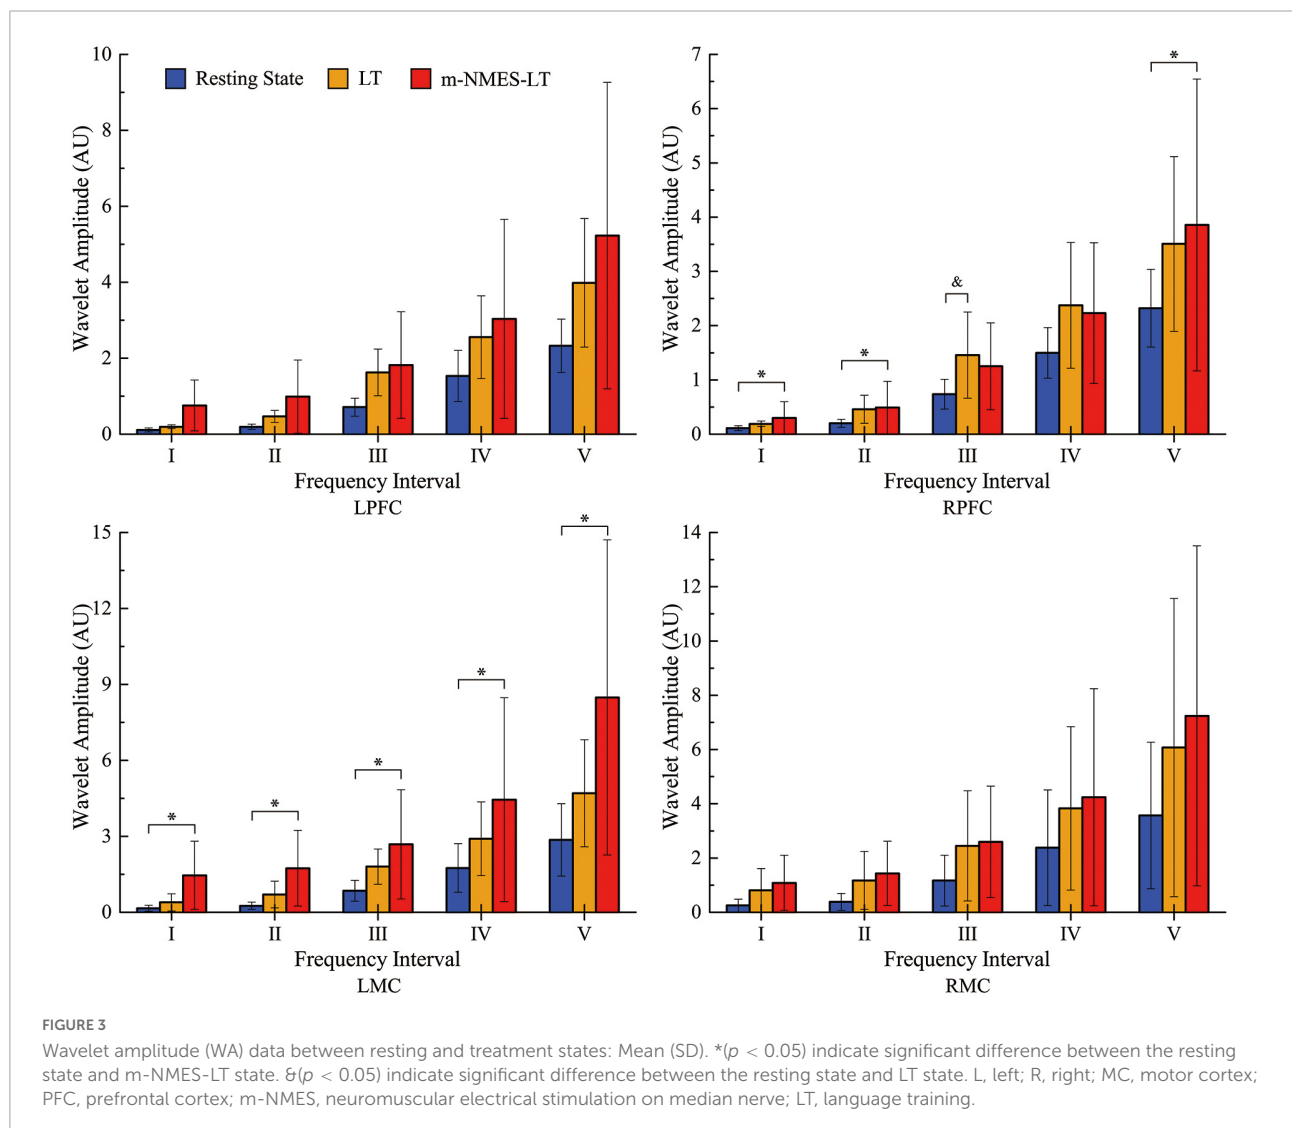 10
8
6
4
2
0
Wavelet Amplitude (AU)
Resting State LT m-NMES-LT
I II III IV V
Frequency Interval
LPFC
7
6
5
4
3
2
1
0
Wavelet Amplitude (AU)
*
*
&
*
I II III IV V
Frequency Interval
RPFC
15
12
9
6
3
0
Wavelet Amplitude (AU)
*
*
*
*
*
I II III IV V
Frequency Interval
LMC
14
12
10
8
6
4
2
0
Wavelet Amplitude (AU)
I II III IV V
Frequency Interval
RMC
FIGURE 3
Wavelet amplitude (WA) data between resting and treatment states: Mean (SD). *(p < 0.05) indicate significant difference between the resting
state and m-NMES-LT state. &(p < 0.05) indicate significant difference between the resting state and LT state. L, left; R, right; MC, motor cortex;
PFC, prefrontal cortex; m-NMES, neuromuscular electrical stimulation on median nerve; LT, language training.